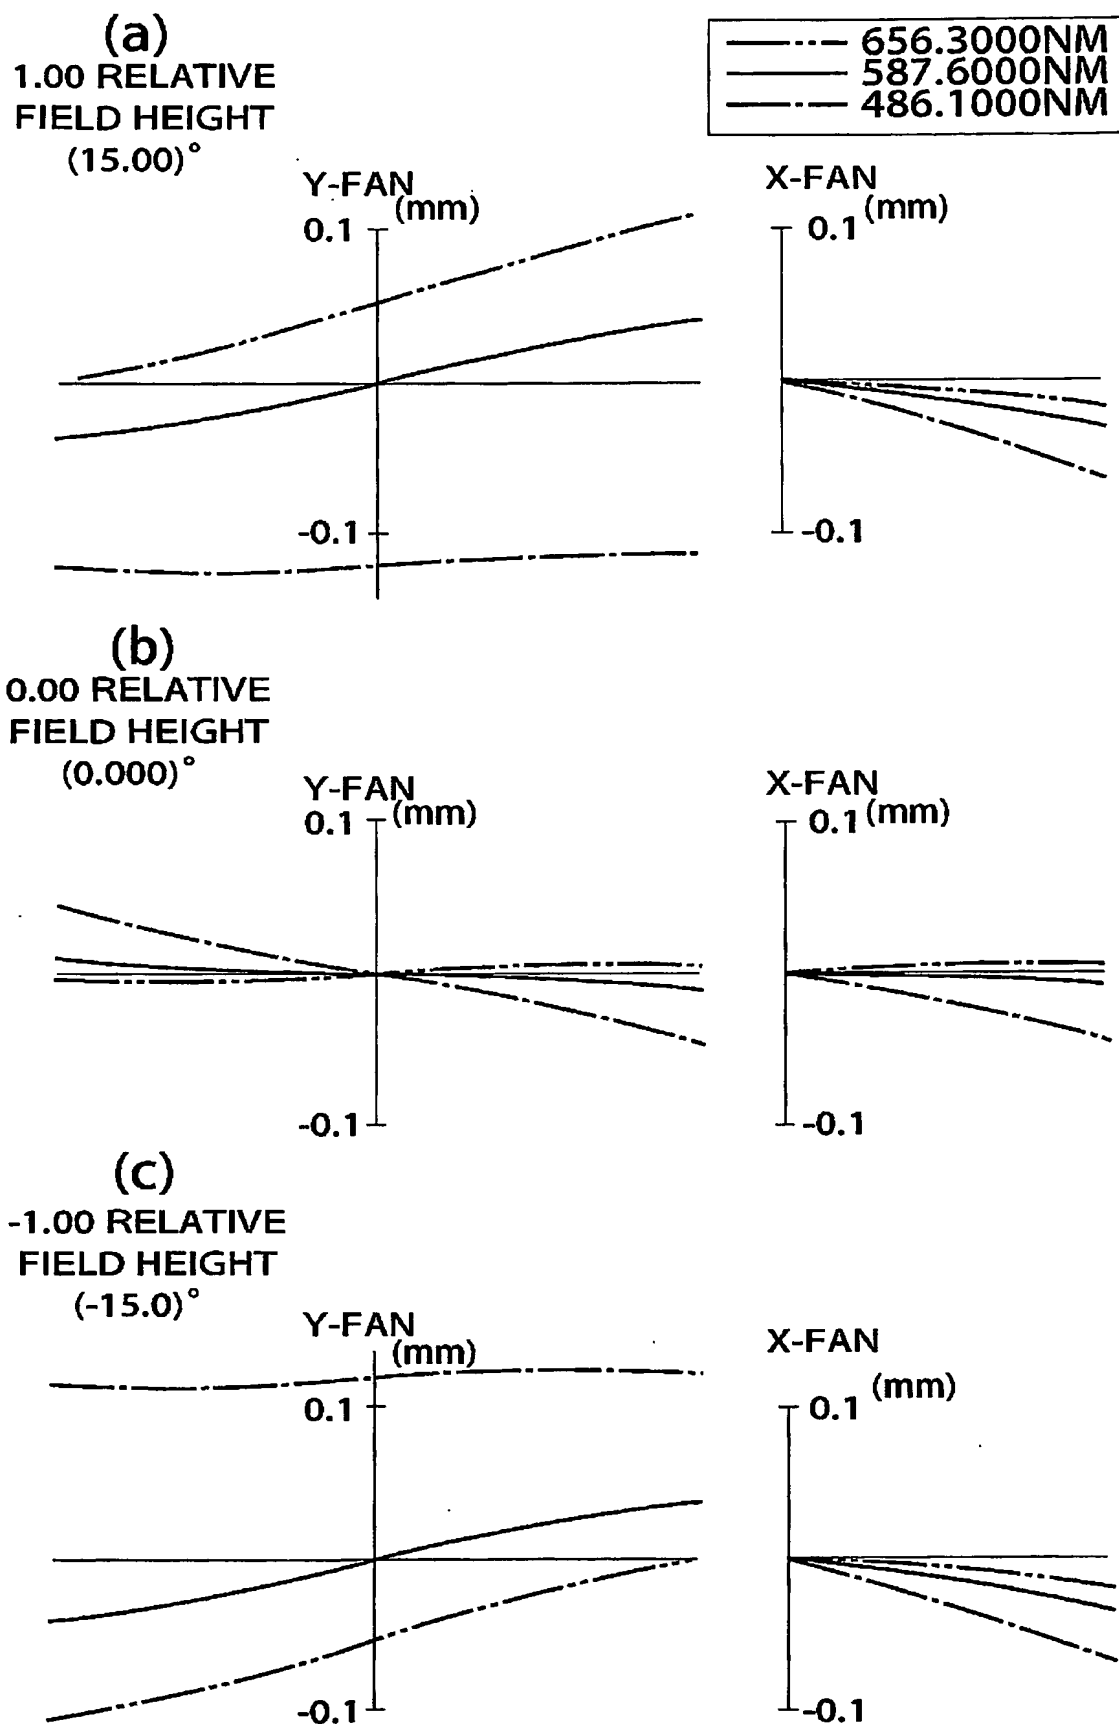 (a)
1.00 RELATIVE
FIELD HEIGHT
(15.00)°
656.3000NM
587.6000NM
486.1000NM
Y-FAN
(mm)
0.1
-0.1
X-FAN
0.1 (mm)
-0.1
(b)
0.00 RELATIVE
FIELD HEIGHT
(0.000)°
Y-FAN
0.1 (mm)
-0.1
X-FAN
0.1 (mm)
-0.1
(c)
-1.00 RELATIVE
FIELD HEIGHT
(-15.0)°
Y-FAN
(mm)
0.1
-0.1
X-FAN
(mm)
0.1
-0.1